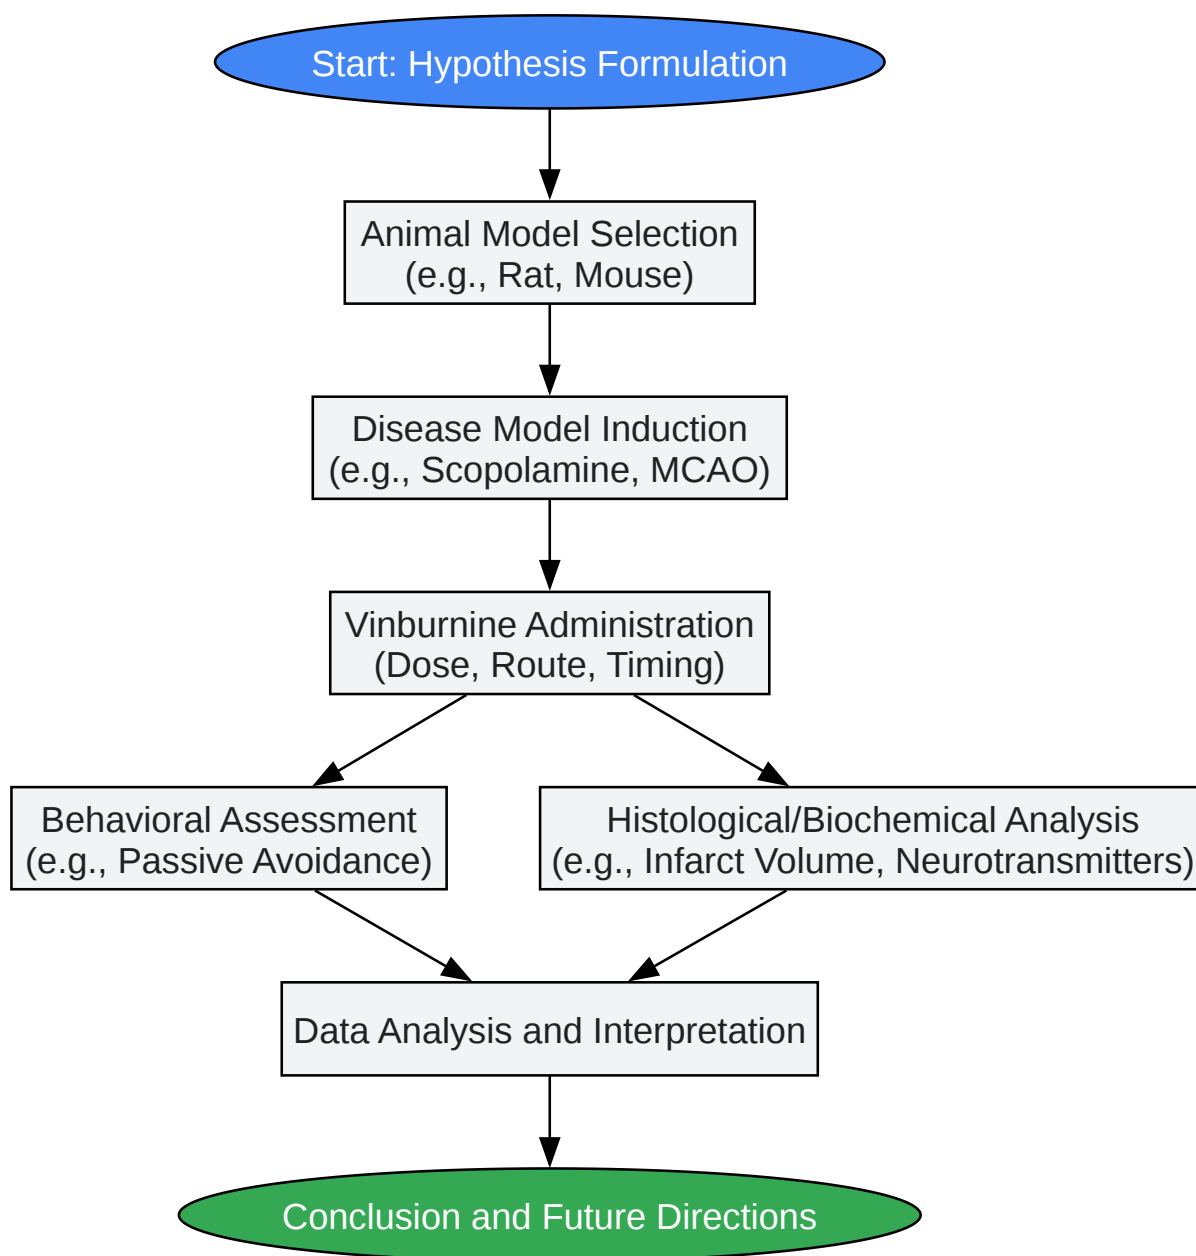 Start: Hypothesis Formulation
Animal Model Selection
(e.g., Rat, Mouse)
Disease Model Induction
(e.g., Scopolamine, MCAO)
Vinburnine Administration
(Dose, Route, Timing)
Behavioral Assessment
(e.g., Passive Avoidance)
Histological/Biochemical Analysis
(e.g., Infarct Volume, Neurotransmitters)
Data Analysis and Interpretation
Conclusion and Future Directions